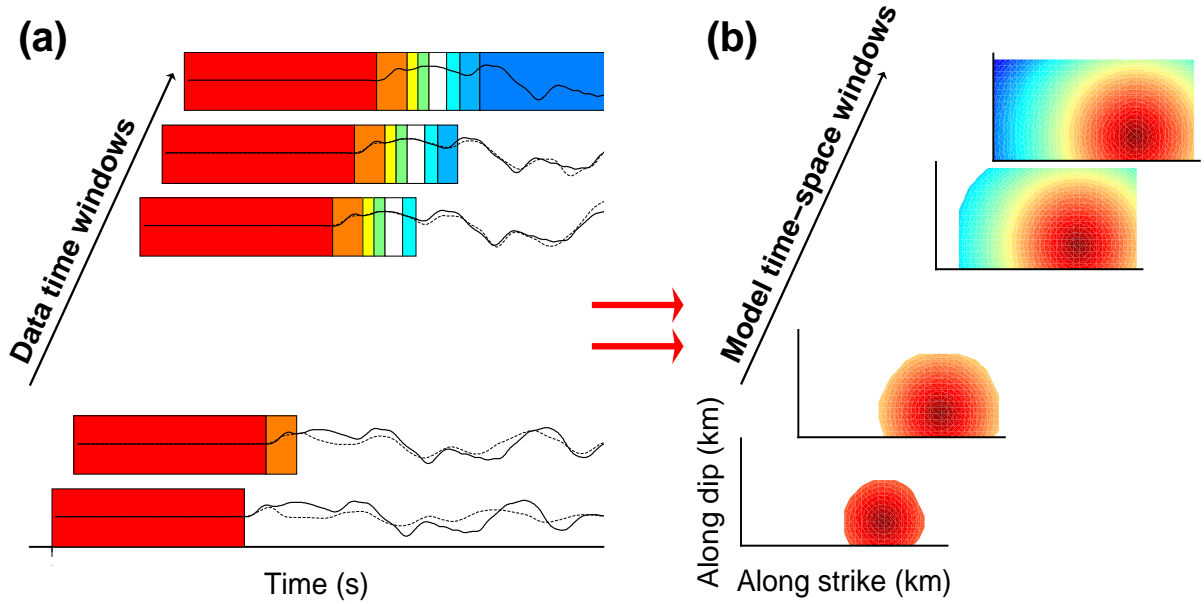 (a)
Data time windows
Time (s)
(b)
Model time–space windows
Along dip (km)
Along strike (km)